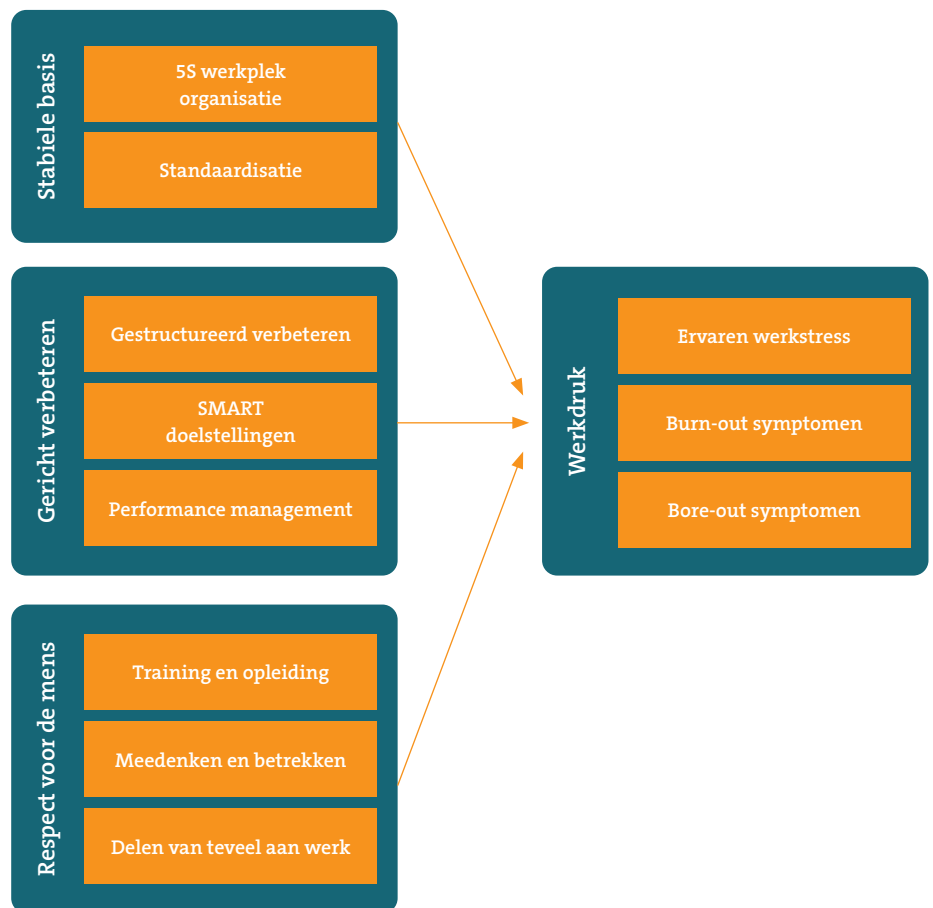 Stabiele basis
5S werkplek
organisatie
Standaardisatie
Gericht verbeteren
Gestructureerd verbeteren
SMART
doelstellingen
Performance management
Respect voor de mens
Training en opleiding
Meedenken en betrekken
Delen van teveel aan werk
Werkdruk
Ervaren werkstress
Burn-out symptomen
Bore-out symptomen